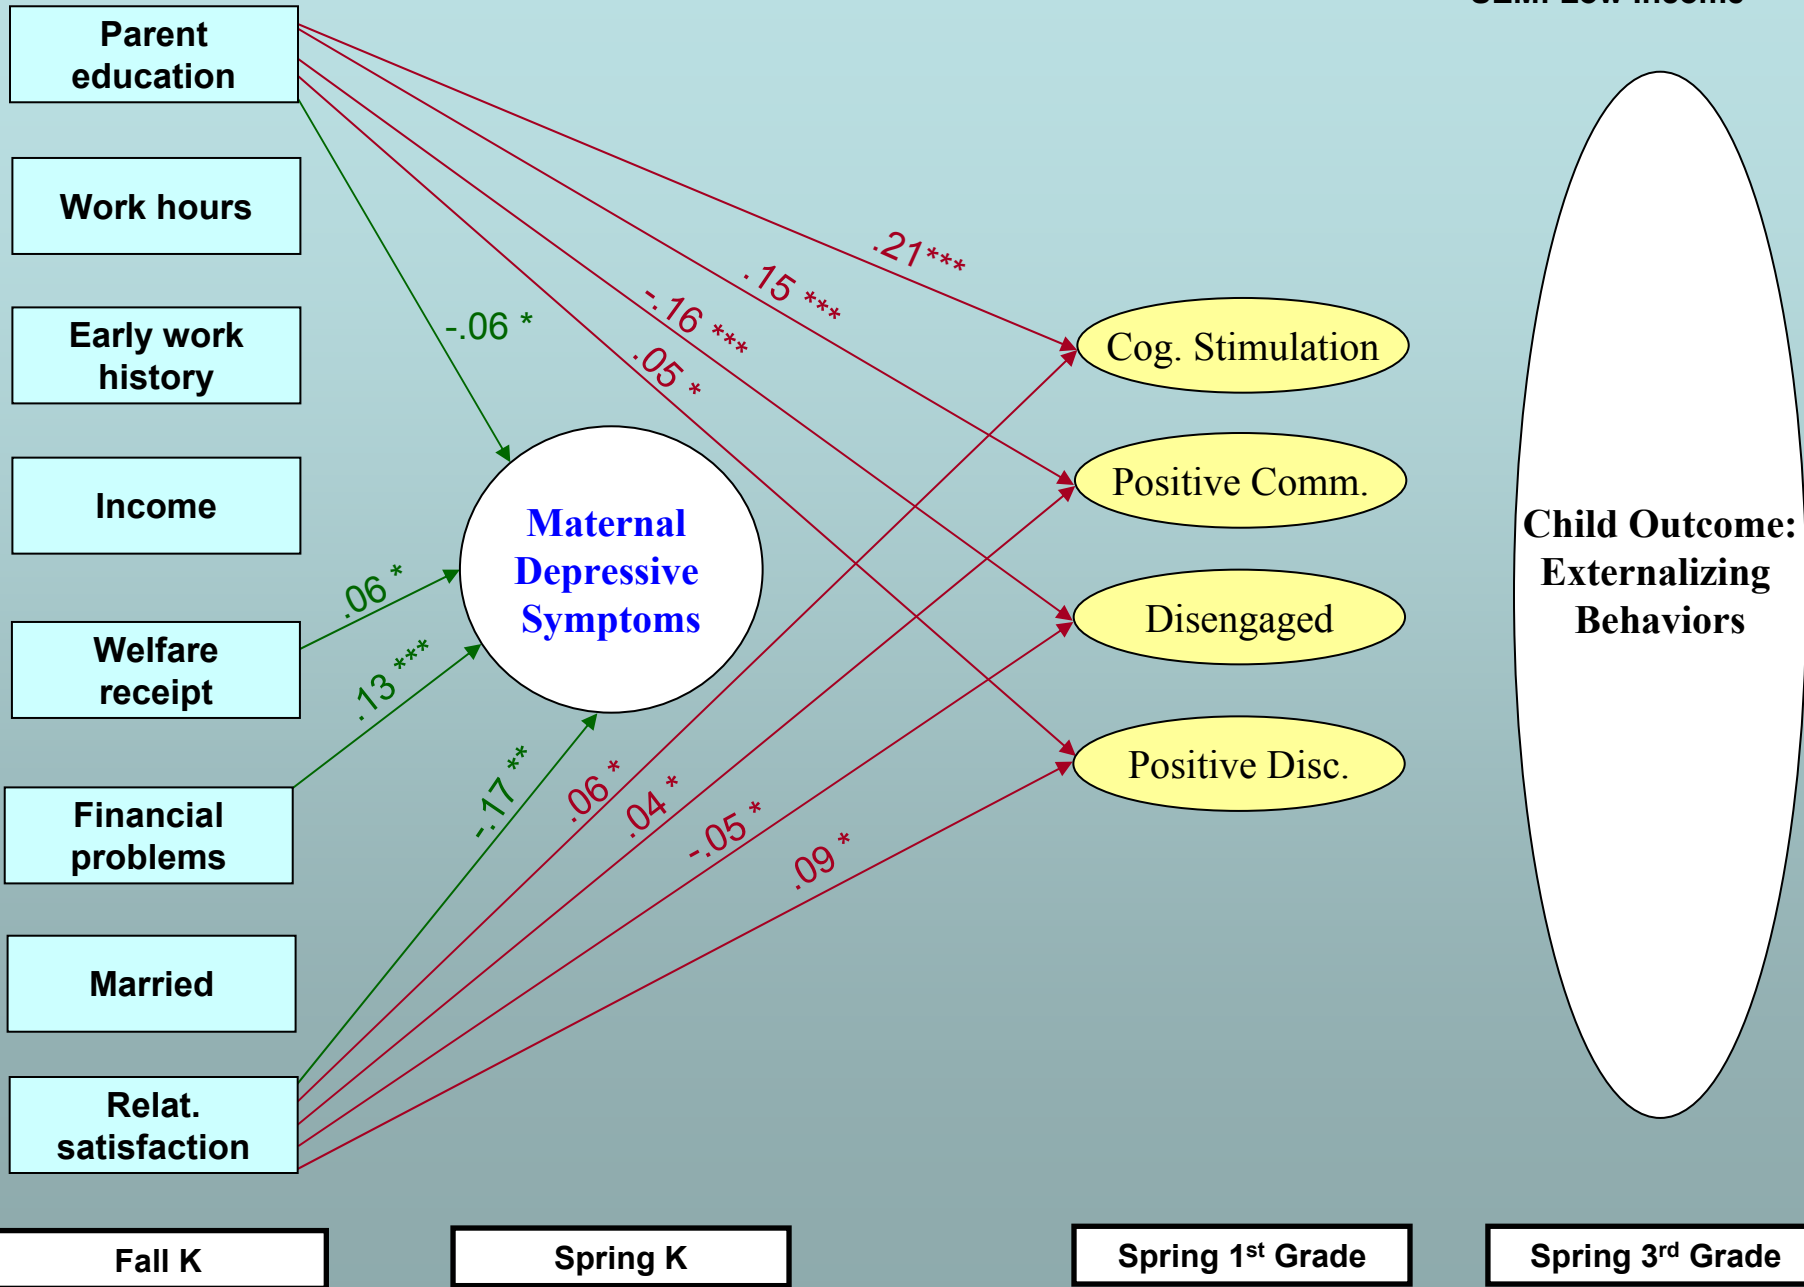 Parent
education
Work hours
Early work
history
Income
Welfare
receipt
Financial
problems
Married
Relat.
satisfaction
-.06 *
.06 *
.13 ***
-.17 **
.21***
.15 ***
-.16 ***
.05 *
.06 *
.04 *
-.05 *
.09 *
Maternal
Depressive
Symptoms
Cog. Stimulation
Positive Comm.
Disengaged
Positive Disc.
Child Outcome:
Externalizing
Behaviors
Fall K
Spring K
Spring 1st Grade
Spring 3rd Grade